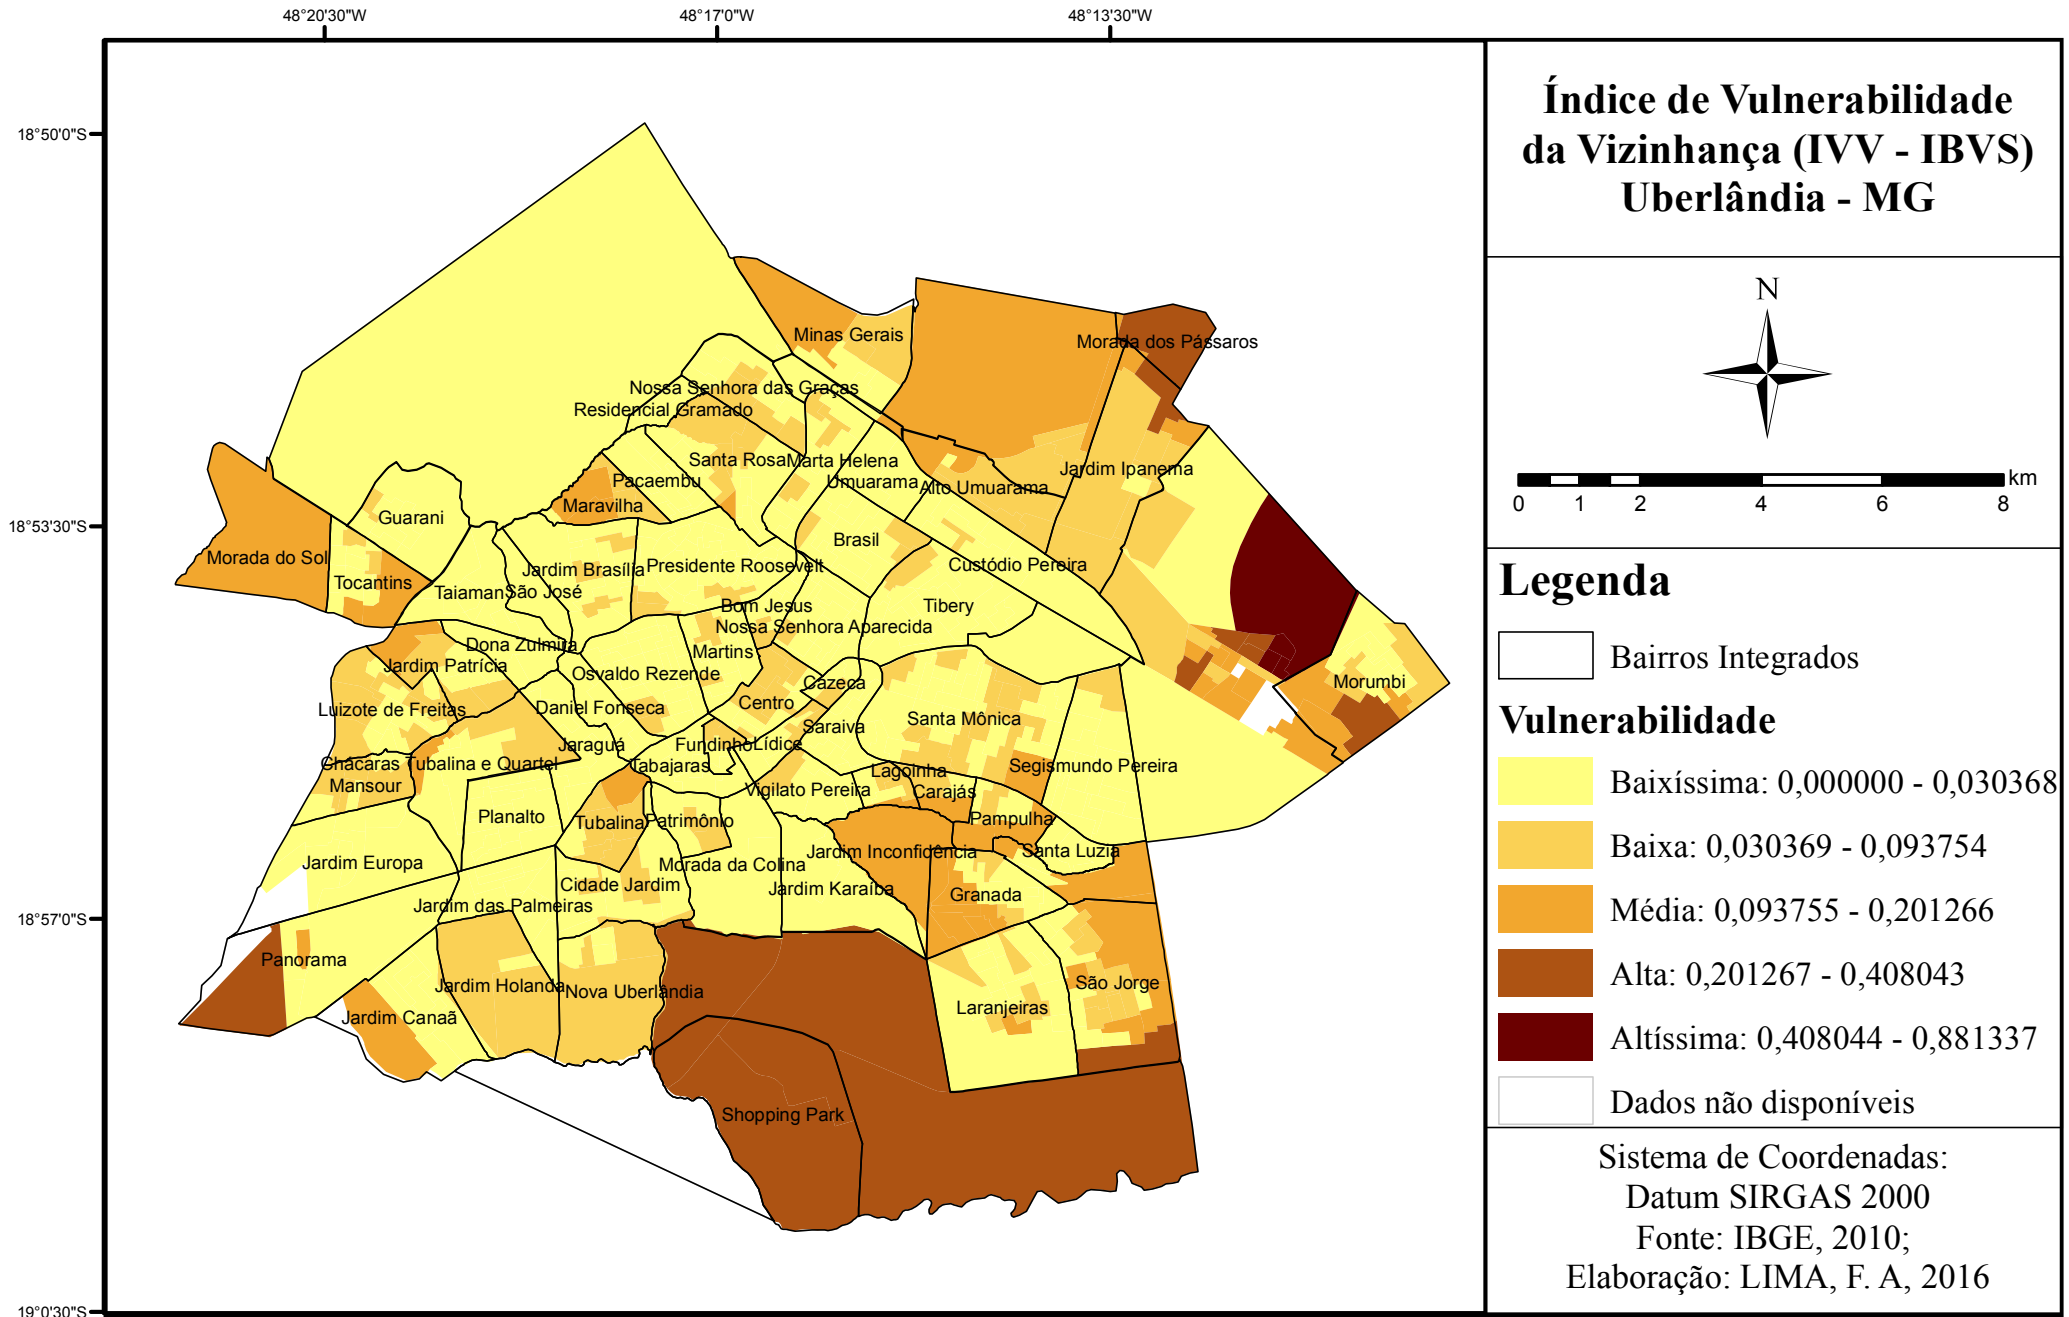 48°20'30"W
48°17'0"W
48°13'30"W
18°50'0"S
18°53'30"S
18°57'0"S
19°0'30"S
Minas Gerais
Morada dos Pássaros
Nossa Senhora das Graças
Residencial Gramado
Santa Rosa
Marta Helena
Jardim Ipanema
Pacaembu
Umuarama
Alto Umuarama
Maravilha
Guarani
Brasil
Morada do Sol
Tocantins
Jardim Brasília
Presidente Roosevelt
Custódio Pereira
Taiaman
São José
Bom Jesus
Tibery
Nossa Senhora Aparecida
Dona Zulmira
Martins
Jardim Patrícia
Osvaldo Rezende
Cazeca
Morumbi
Luizote de Freitas
Daniel Fonseca
Centro
Santa Mônica
Saraiva
Jaraguá
Fundinho
Lídice
Chácaras Tubalina e Quartel
Tabajaras
Lagoinha
Segismundo Pereira
Mansour
Vigilato Pereira
Carajás
Planalto
Tubalina
Patrimônio
Pampulha
Jardim Europa
Morada da Colina
Jardim Inconfidência
Santa Luzia
Cidade Jardim
Jardim Karaíba
Granada
Jardim das Palmeiras
Panorama
Jardim Holanda
Nova Uberlândia
São Jorge
Jardim Canaã
Laranjeiras
Shopping Park
Índice de Vulnerabilidade
da Vizinhança (IVV - IBVS)
Uberlândia - MG
N
km
0 1 2 4 6 8
Legenda
Bairros Integrados
Vulnerabilidade
Baixíssima: 0,000000 - 0,030368
Baixa: 0,030369 - 0,093754
Média: 0,093755 - 0,201266
Alta: 0,201267 - 0,408043
Altíssima: 0,408044 - 0,881337
Dados não disponíveis
Sistema de Coordenadas:
Datum SIRGAS 2000
Fonte: IBGE, 2010;
Elaboração: LIMA, F. A, 2016